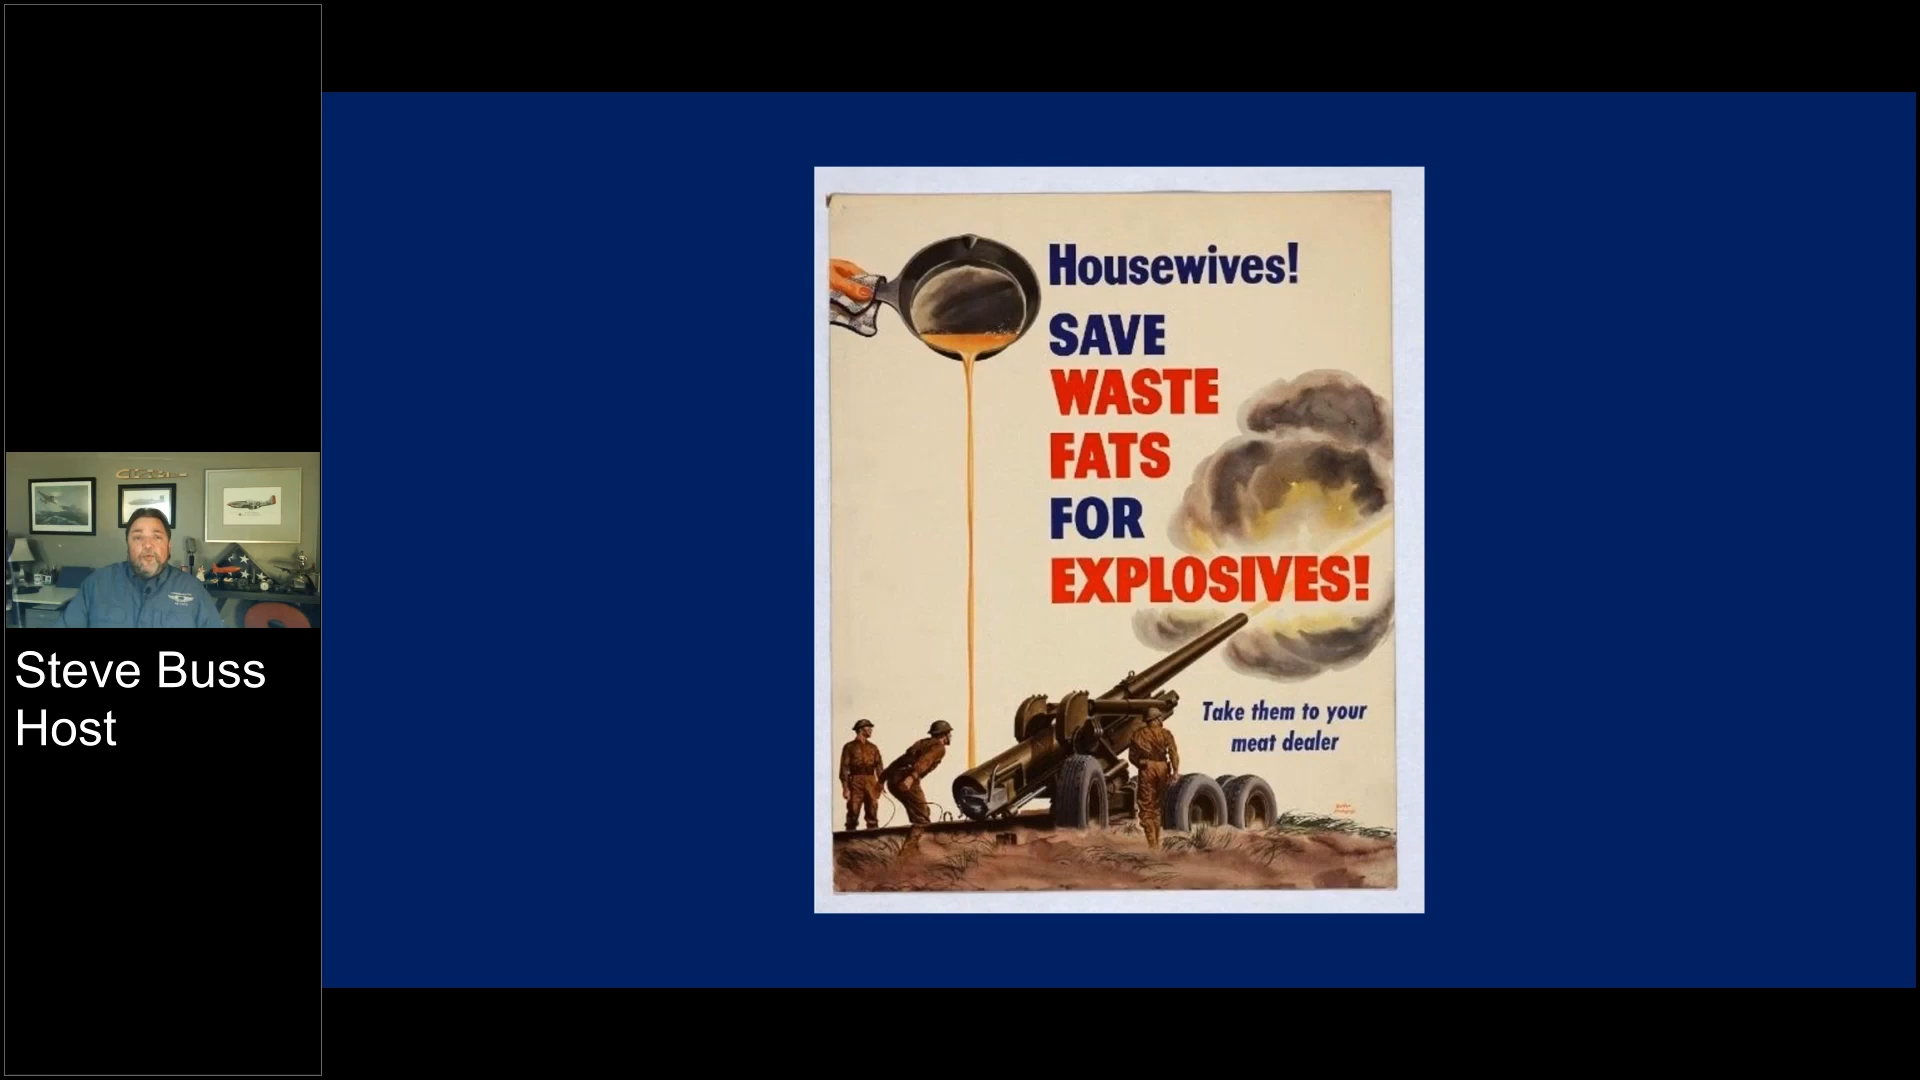 Housewives!
SAVE
WASTE
FATS
FOR
EXPLOSIVES!
Take them to your
meat dealer
Steve Buss
Host